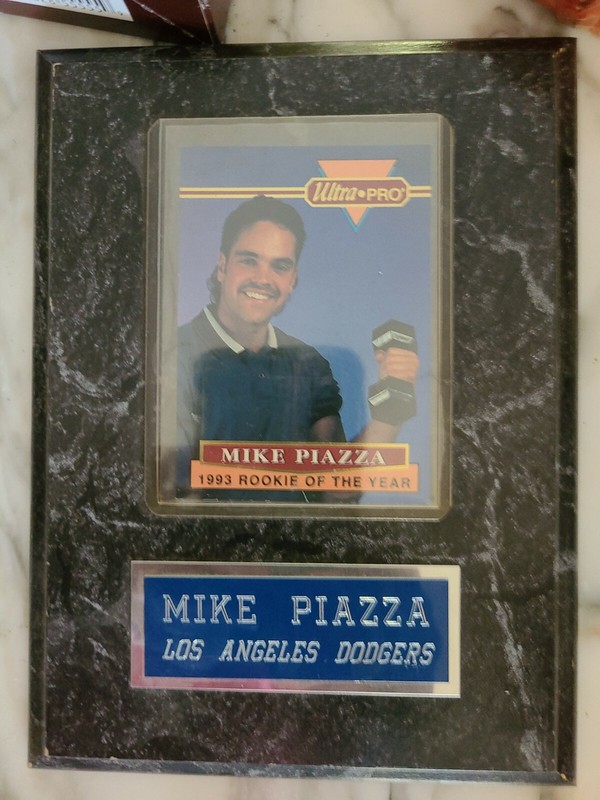 Ultra•PRO
MIKE PIAZZA
1993 ROOKIE OF THE YEAR
MIKE PIAZZA
LOS ANGELES DODGERS